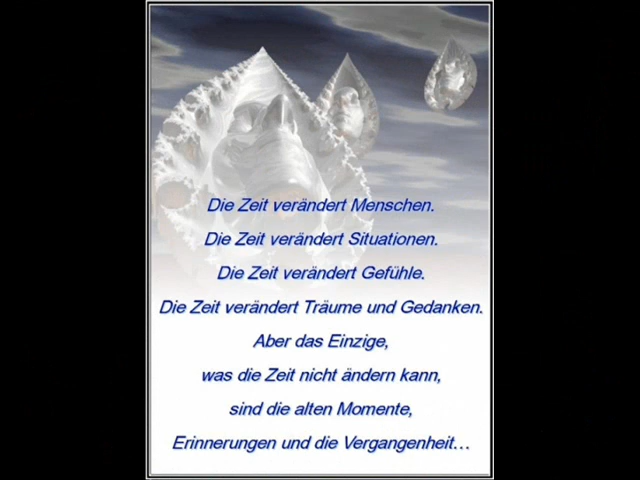 Die Zeit verändert Menschen.
Die Zeit verändert Situationen.
Die Zeit verändert Gefühle.
Die Zeit verändert Träume und Gedanken.
Aber das Einzige,
was die Zeit nicht ändern kann,
sind die alten Momente,
Erinnerungen und die Vergangenheit...